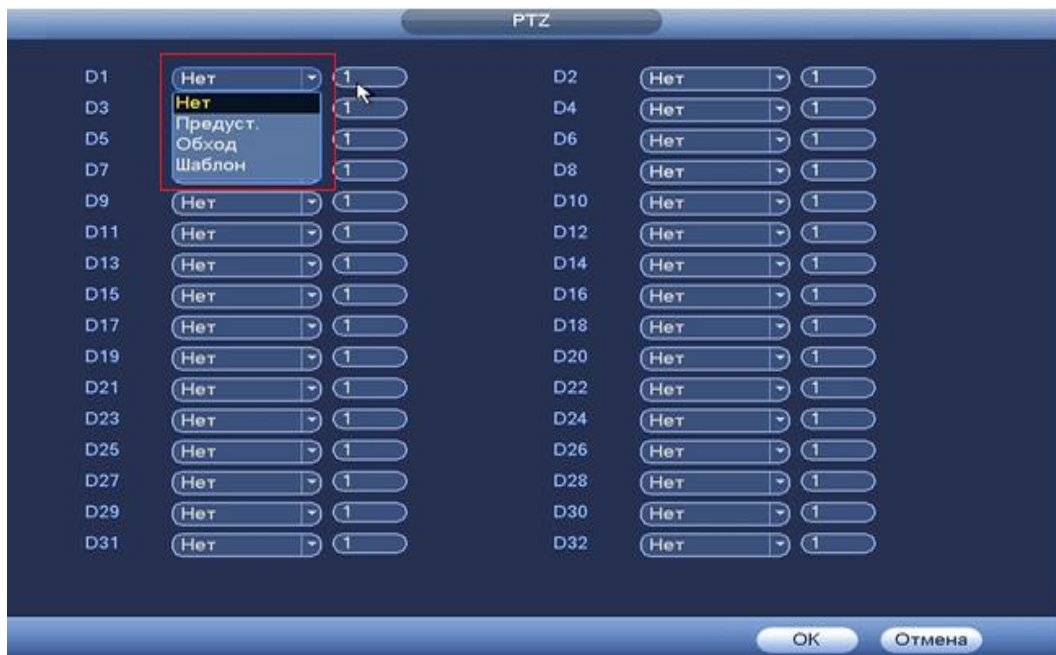 PTZ
D1 Нет 1 D2 Нет 1
Нет
D3 1 D4 Нет 1
Предуст.
D5 1 D6 Нет 1
Обход
Шаблон
D7 1 D8 Нет 1
D9 Нет 1 D10 Нет 1
D11 Нет 1 D12 Нет 1
D13 Нет 1 D14 Нет 1
D15 Нет 1 D16 Нет 1
D17 Нет 1 D18 Нет 1
D19 Нет 1 D20 Нет 1
D21 Нет 1 D22 Нет 1
D23 Нет 1 D24 Нет 1
D25 Нет 1 D26 Нет 1
D27 Нет 1 D28 Нет 1
D29 Нет 1 D30 Нет 1
D31 Нет 1 D32 Нет 1
OK Отмена